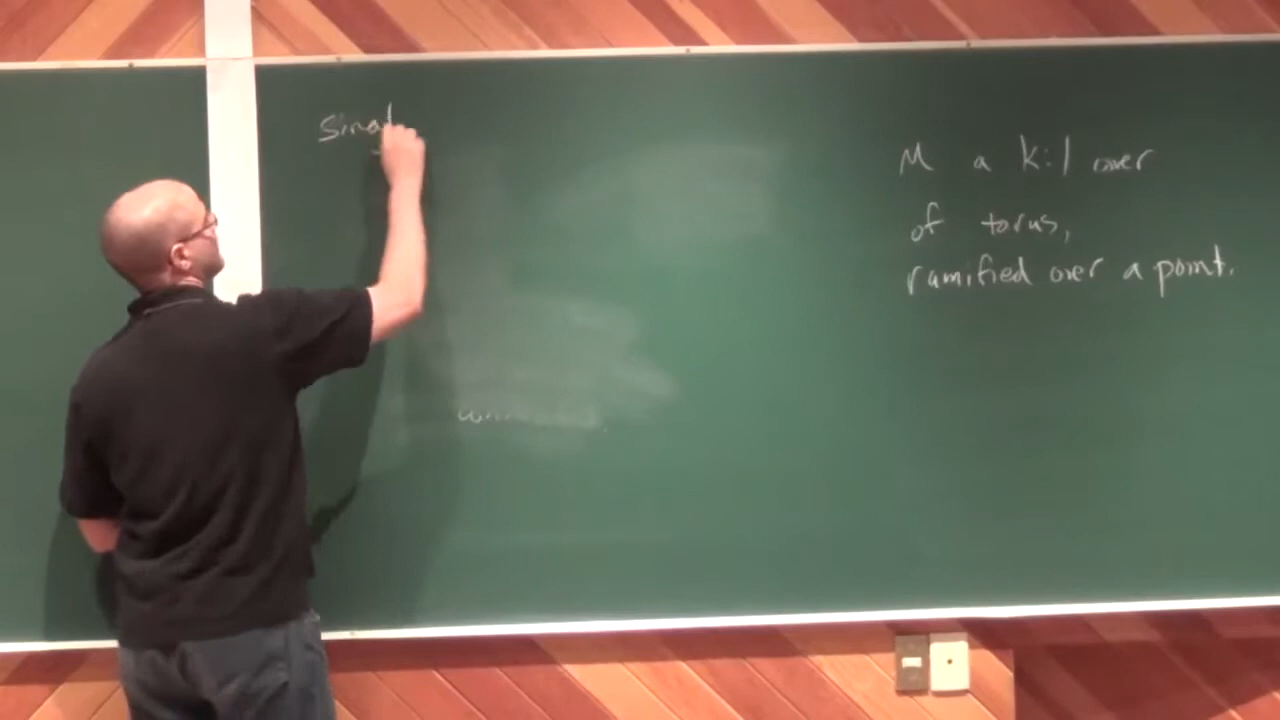 M a k:1 cover
of torus,
ramified over a point.